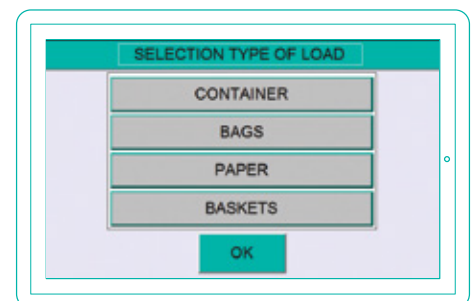 SELECTION TYPE OF LOAD
CONTAINER
BAGS
PAPER
BASKETS
OK